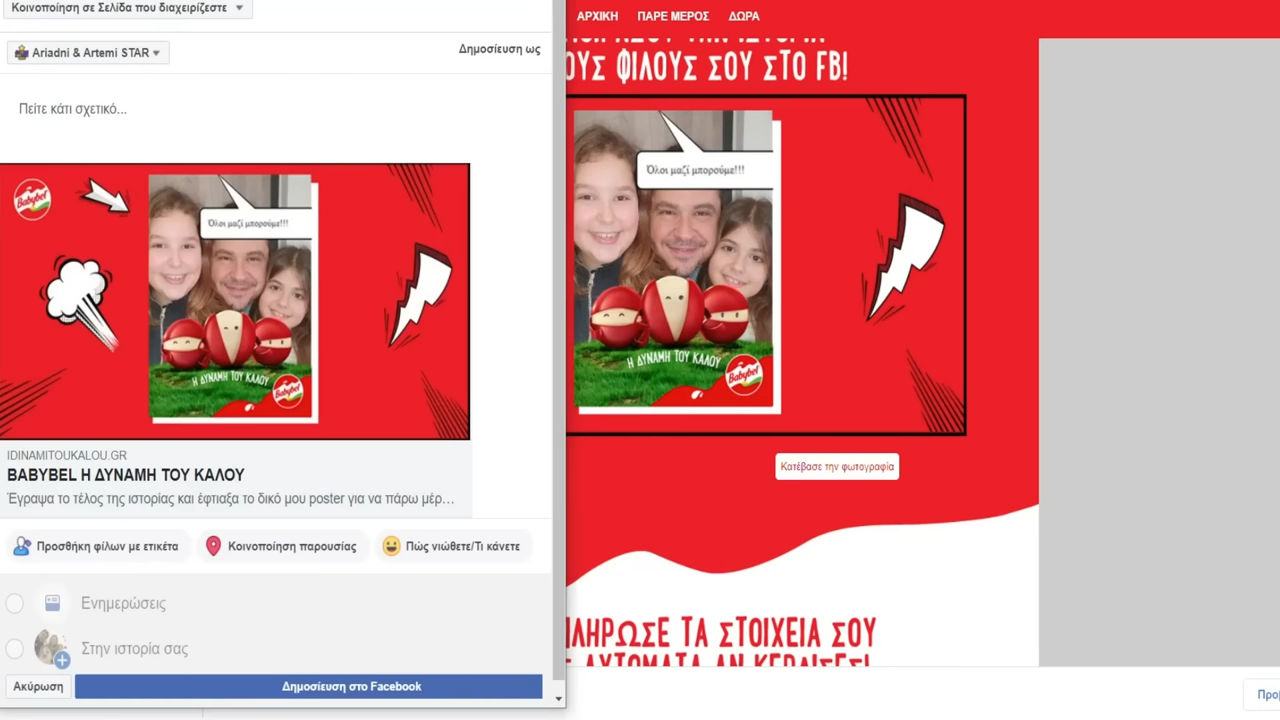 Κοινοποίηση σε Σελίδα που διαχειρίζεστε
Ariadni & Artemi STAR
Δημοσίευση ως
Πείτε κάτι σχετικό...
Babybel
Όλοι μαζί μπορούμε!!!
Η ΔΥΝΑΜΗ ΤΟΥ ΚΑΛΟΥ
Babybel
IDINAMITOUKALOU.GR
BABYBEL Η ΔΥΝΑΜΗ ΤΟΥ ΚΑΛΟΥ
Έγραψα το τέλος της ιστορίας και έφτιαξα το δικό μου poster για να πάρω μέρ...
Προσθήκη φίλων με ετικέτα
Κοινοποίηση παρουσίας
Πώς νιώθετε/Τι κάνετε
Ενημερώσεις
Στην ιστορία σας
Ακύρωση
Δημοσίευση στο Facebook
ΑΡΧΙΚΗ ΠΑΡΕ ΜΕΡΟΣ ΔΩΡΑ
ΟΥΣ ΦΙΛΟΥΣ ΣΟΥ ΣΤΟ FB!
Όλοι μαζί μπορούμε!!!
Η ΔΥΝΑΜΗ ΤΟΥ ΚΑΛΟΥ
Babybel
Κατέβασε την φωτογραφία
ΛΗΡΩΣΕ ΤΑ ΣΤΟΙΧΕΙΑ ΣΟΥ
ΑΥΤΟΜΑΤΑ ΑΝ ΚΕΡΔΙΣΕΣ!